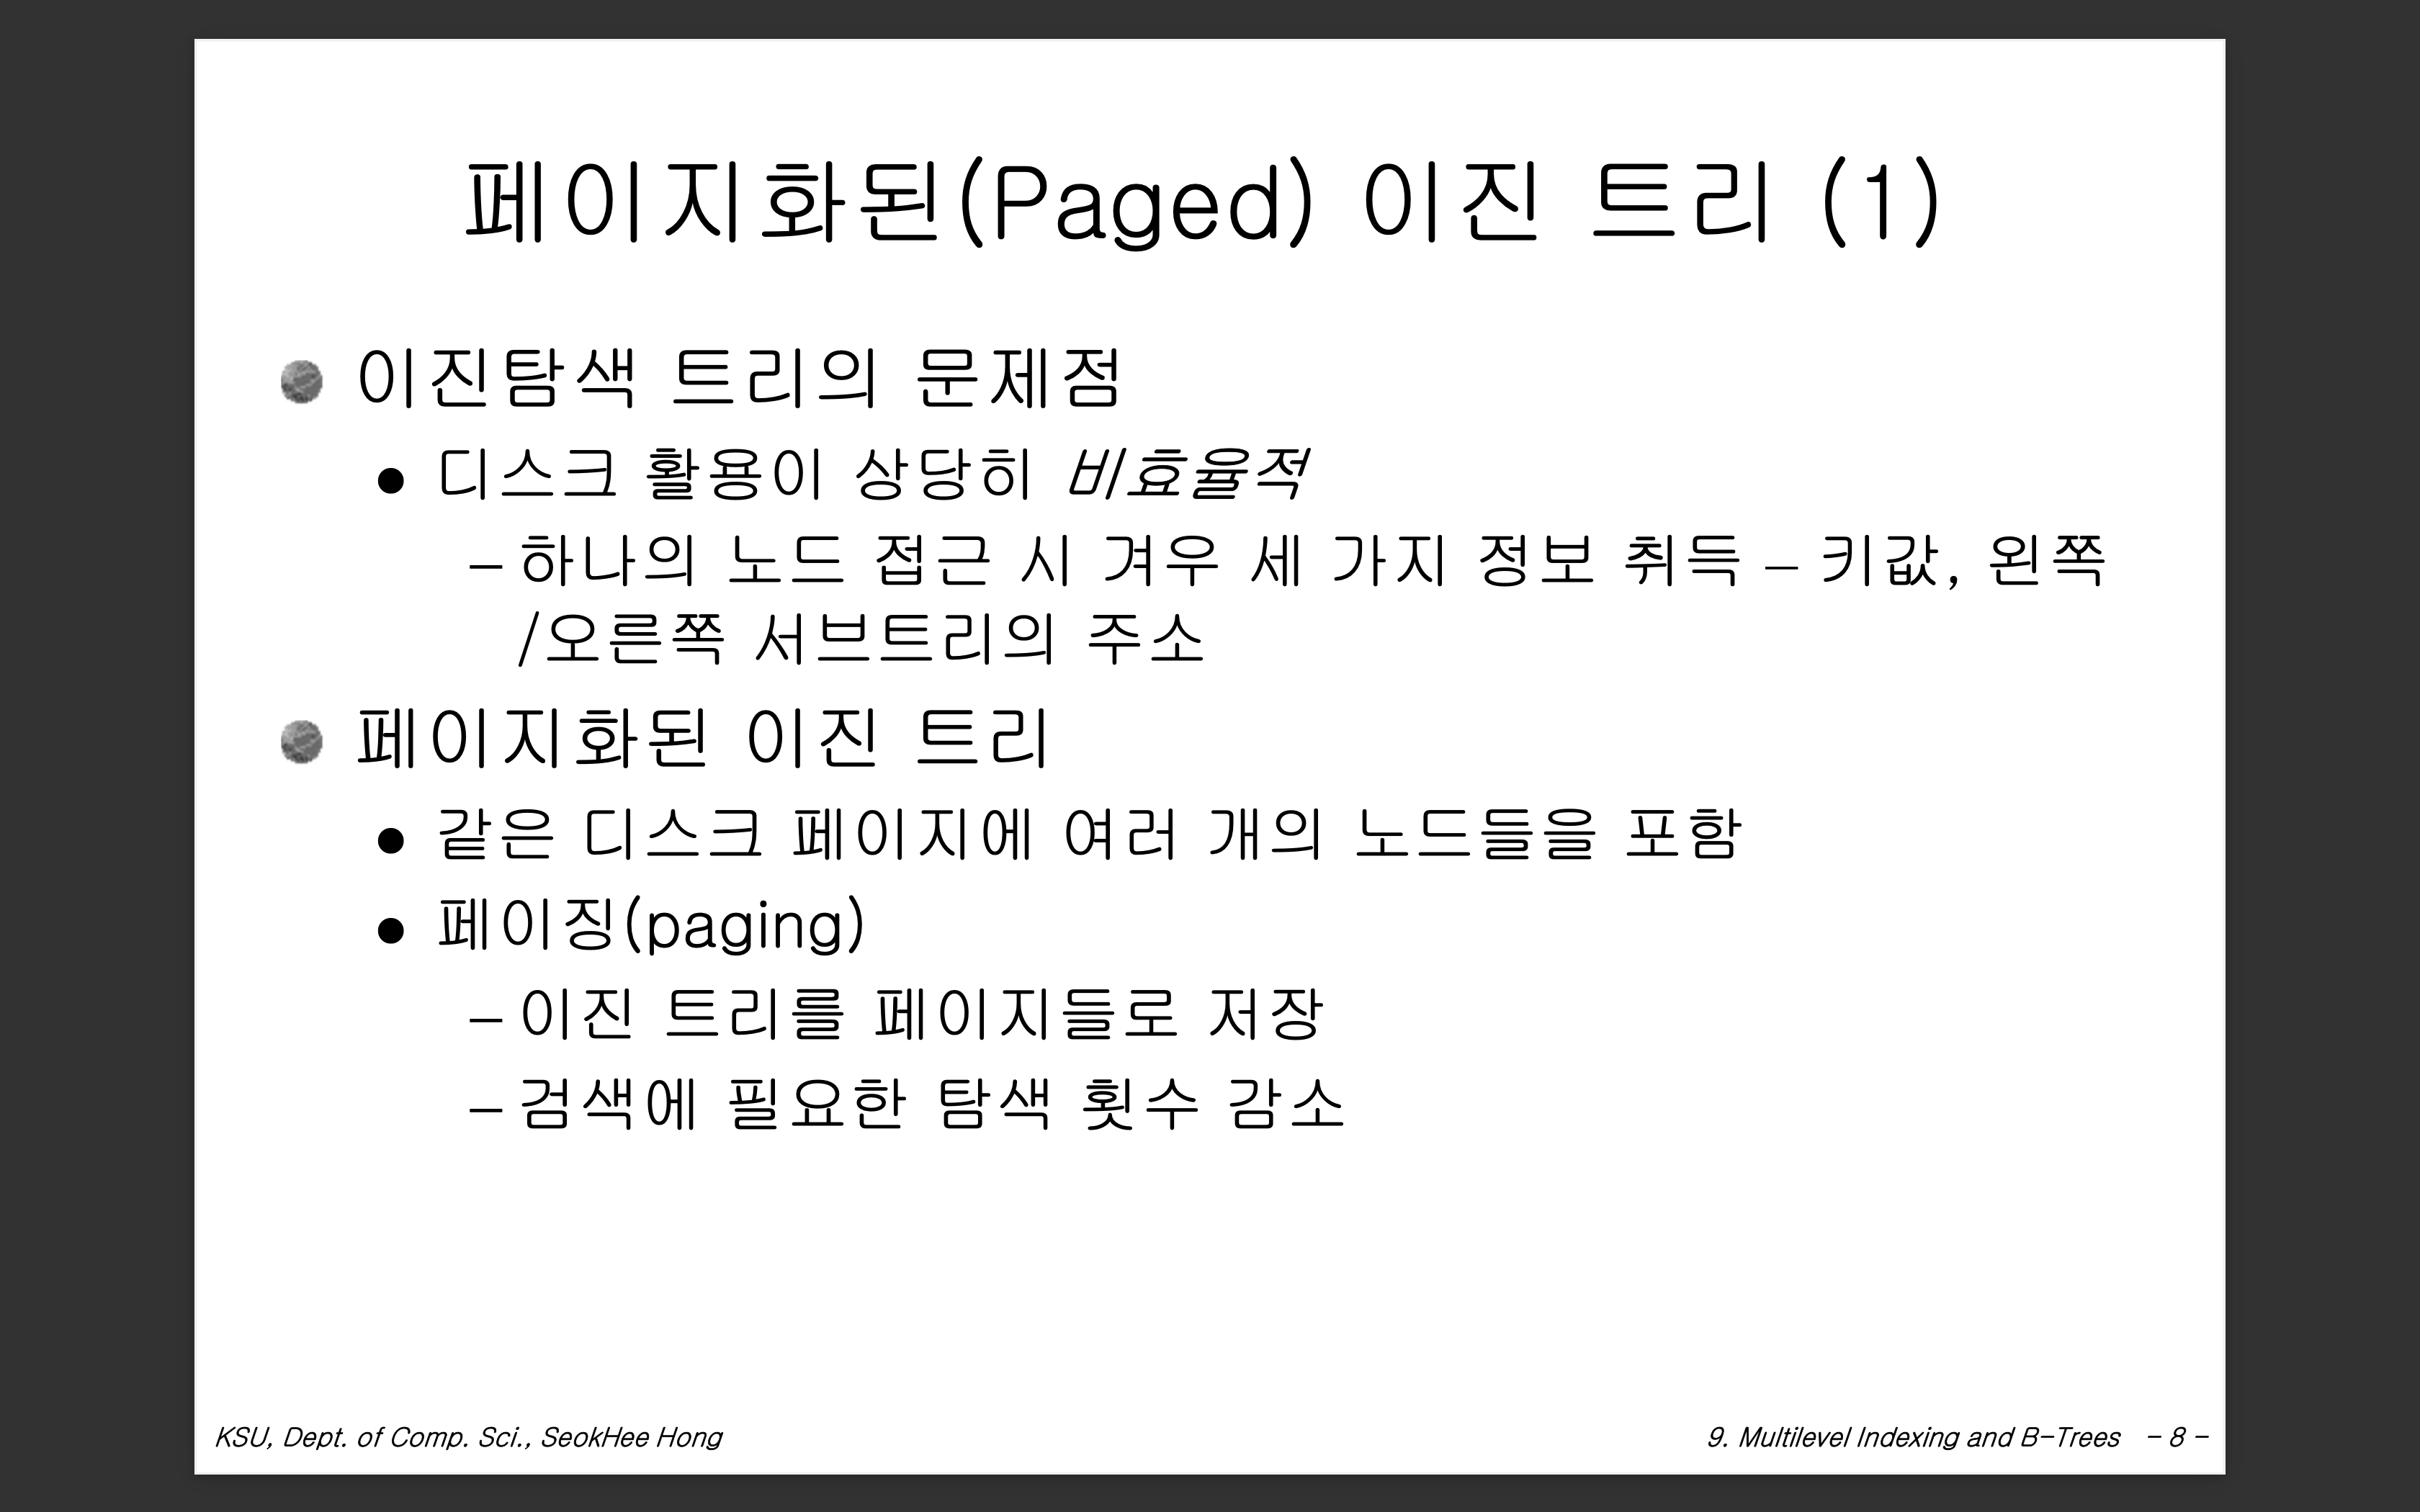 페이지화된(Paged) 이진 트리 (1)
이진탐색 트리의 문제점
• 디스크 활용이 상당히 비효율적
– 하나의 노드 접근 시 겨우 세 가지 정보 취득 – 키값, 왼쪽
/오른쪽 서브트리의 주소
페이지화된 이진 트리
• 같은 디스크 페이지에 여러 개의 노드들을 포함
• 페이징(paging)
– 이진 트리를 페이지들로 저장
– 검색에 필요한 탐색 횟수 감소
KSU, Dept. of Comp. Sci., SeokHee Hong
9. Multilevel Indexing and B-Trees - 8 -